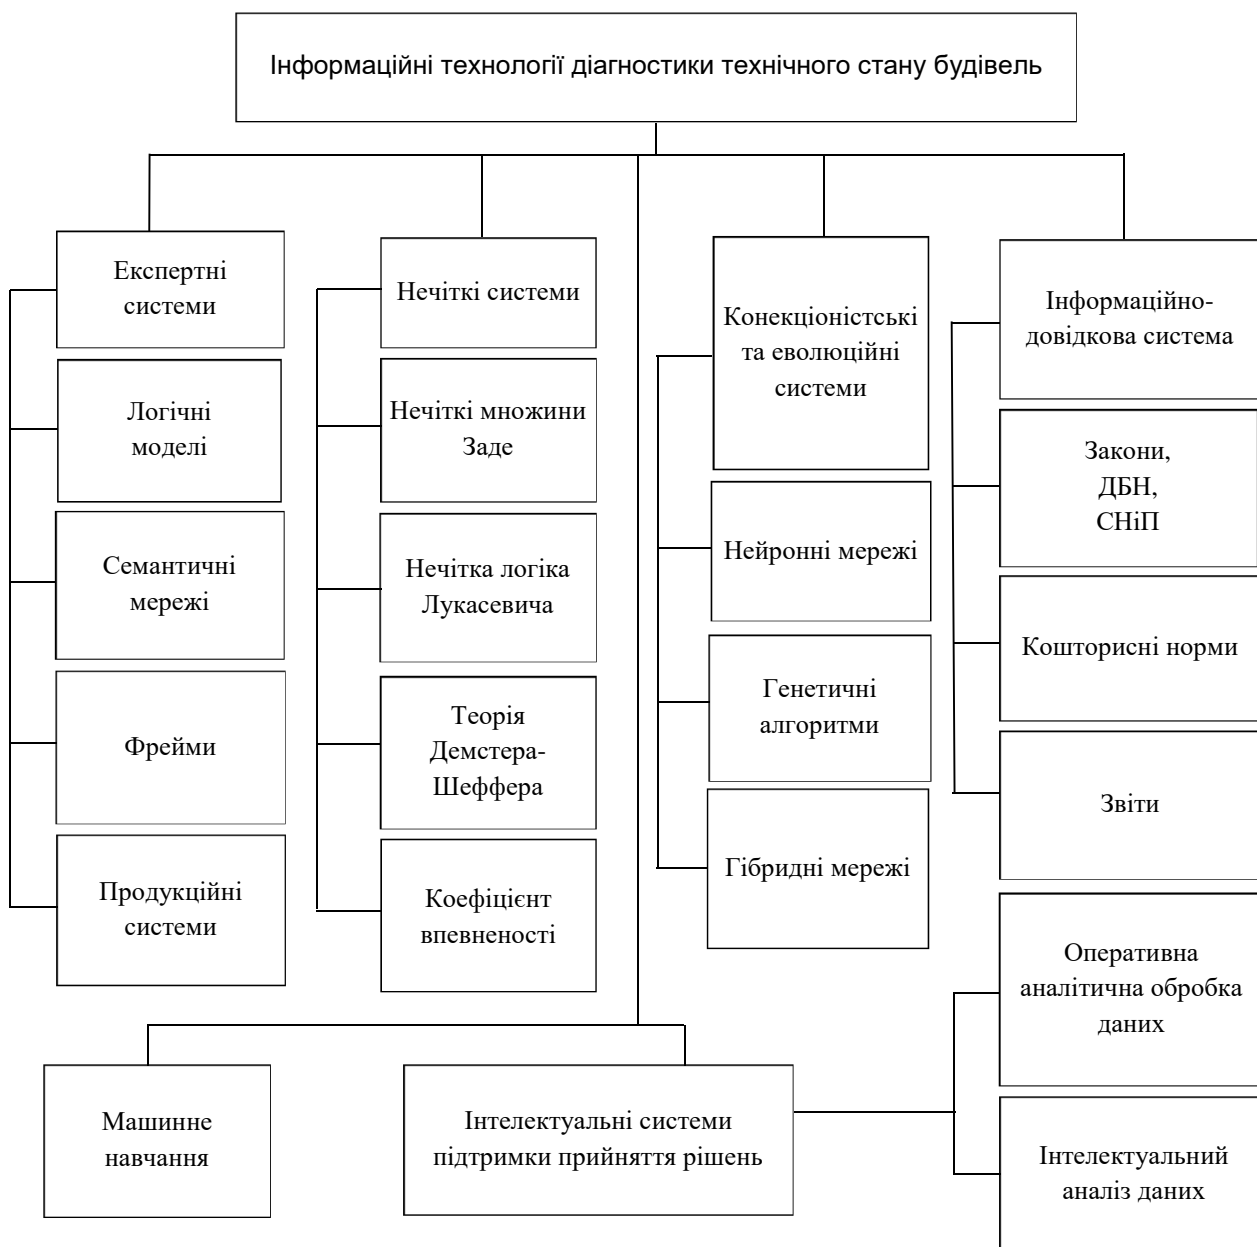 Інформаційні технології діагностики технічного стану будівель
Експертні
системи
Логічні
моделі
Семантичні
мережі
Фрейми
Продукційні
системи
Нечіткі системи
Нечіткі множини
Заде
Нечітка логіка
Лукасевича
Теорія
Демстера-
Шеффера
Коефіцієнт
впевненості
Конекціоністські
та еволюційні
системи
Нейронні мережі
Генетичні
алгоритми
Гібридні мережі
Інформаційно-
довідкова система
Закони,
ДБН,
СНіП
Кошторисні норми
Звіти
Машинне
навчання
Інтелектуальні системи
підтримки прийняття рішень
Оперативна
аналітична обробка
даних
Інтелектуальний
аналіз даних